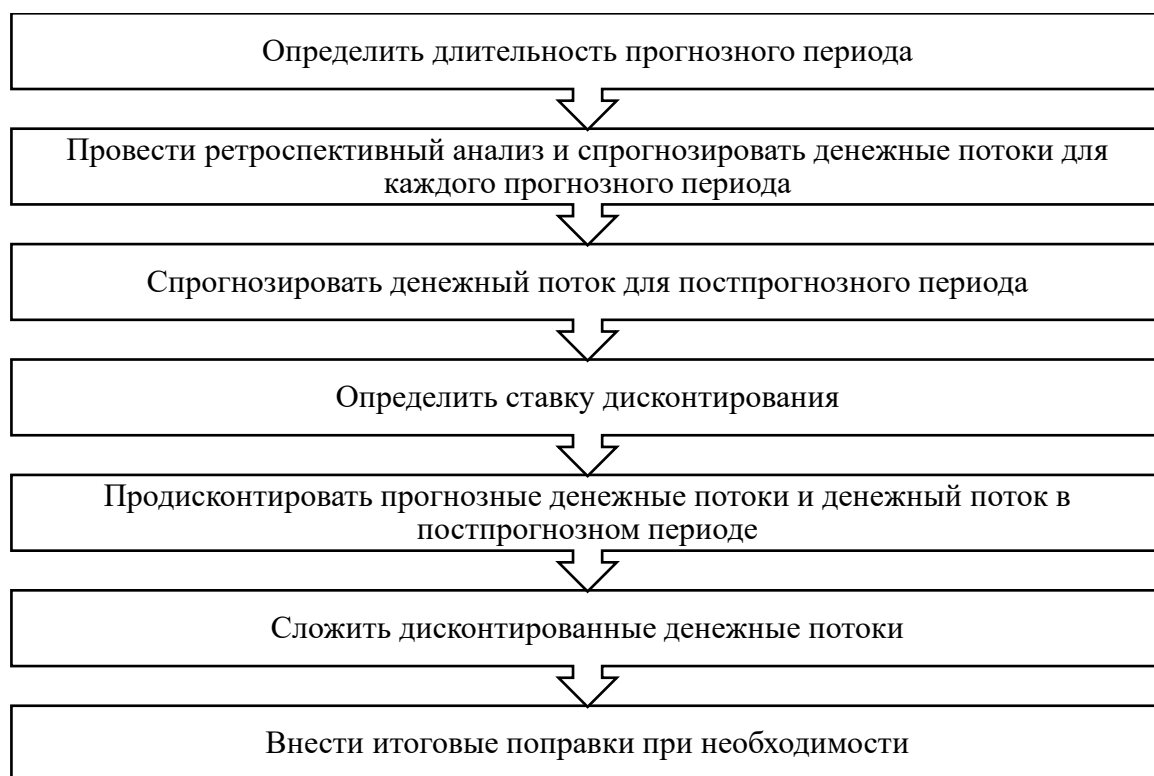 Определить длительность прогнозного периода
Провести ретроспективный анализ и спрогнозировать денежные потоки для
каждого прогнозного периода
Спрогнозировать денежный поток для постпрогнозного периода
Определить ставку дисконтирования
Продисконтировать прогнозные денежные потоки и денежный поток в
постпрогнозном периоде
Сложить дисконтированные денежные потоки
Внести итоговые поправки при необходимости